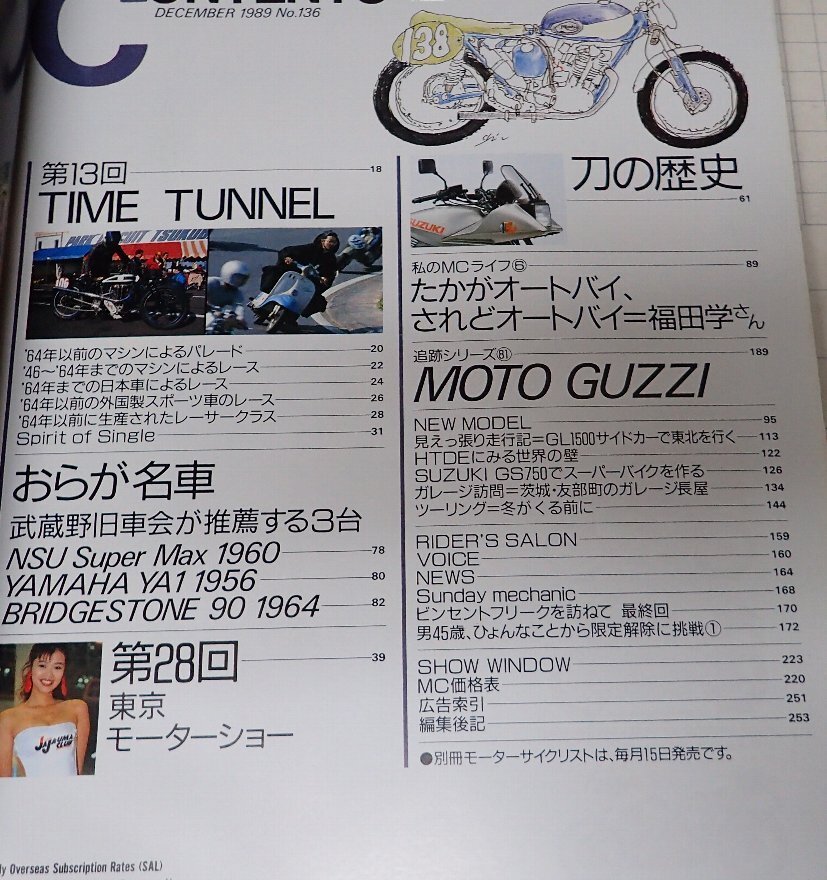 CONTENTS
DECEMBER 1989 No.136
138
第13回 18
TIME TUNNEL
'64年以前のマシンによるパレード 20
'46〜'64年までのマシンによるレース 22
'64年までの日本車によるレース 24
'64年以前の外国製スポーツ車のレース 26
'64年以前に生産されたレーサークラス 28
Spirit of Single 31
おらが名車
武蔵野旧車会が推薦する3台
NSU Super Max 1960 78
YAMAHA YA1 1956 80
BRIDGESTONE 90 1964 82
第28回 39
東京
モーターショー
刀の歴史
61
SUZUKI
私のMCライフ⑥ 89
たかがオートバイ、
されどオートバイ=福田学さん
追跡シリーズ 81 189
MOTO GUZZI
NEW MODEL 95
見えっ張り走行記=GL1500サイドカーで東北を行く 113
HTDEにみる世界の壁 122
SUZUKI GS750でスーパーバイクを作る 126
ガレージ訪問=茨城・友部町のガレージ長屋 134
ツーリング=冬がくる前に 144
RIDER'S SALON 159
VOICE 160
NEWS 164
Sunday mechanic 168
ビンセントフリークを訪ねて 最終回 170
男45歳、ひょんなことから限定解除に挑戦① 172
SHOW WINDOW 223
MC価格表 220
広告索引 251
編集後記 253
●別冊モーターサイクリストは、毎月15日発売です。
ly Overseas Subscription Rates (SAL)